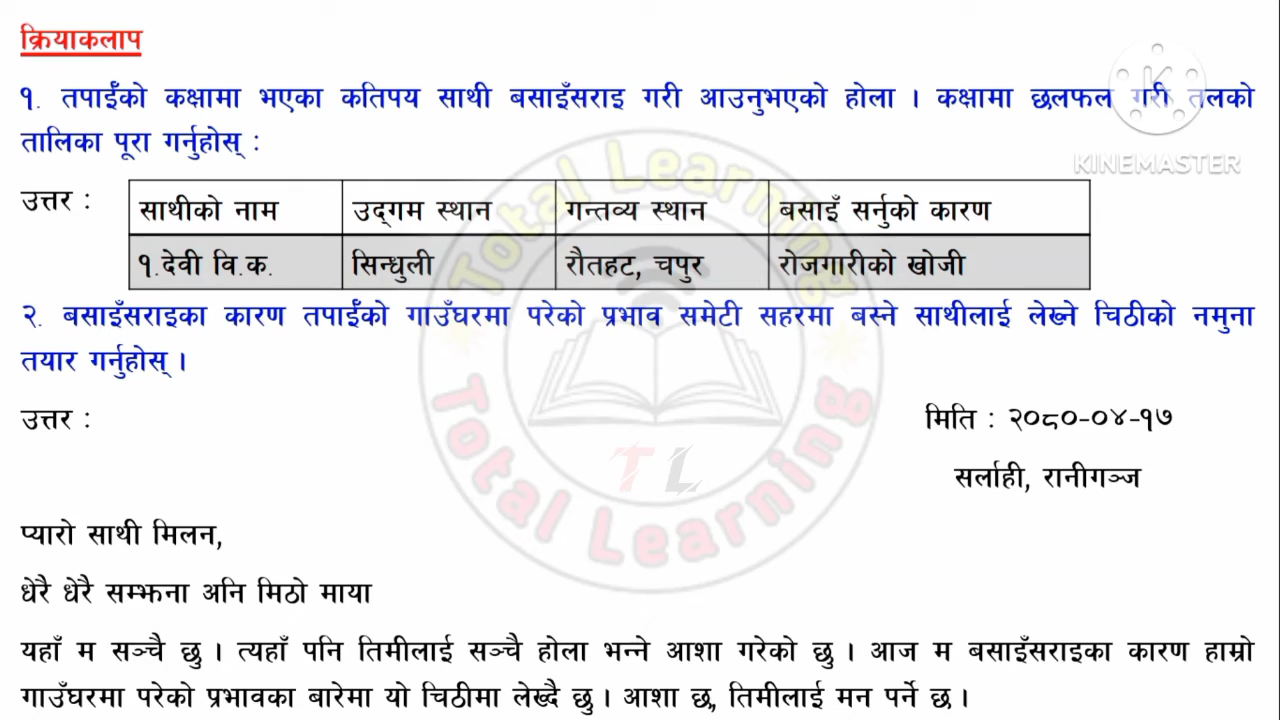 क्रियाकलाप
१. तपाईंको कक्षामा भएका कतिपय साथी बसाइँसराइ गरी आउनुभएको होला । कक्षामा छलफल गरी तलको
तालिका पूरा गर्नुहोस् :
उत्तर : साथीको नाम उद्‌गम स्थान गन्तव्य स्थान बसाइँ सर्नुको कारण
१.देवी वि.क. सिन्धुली रौतहट, चपुर रोजगारीको खोजी
२. बसाइँसराइका कारण तपाईंको गाउँघरमा परेको प्रभाव समेटी सहरमा बस्ने साथीलाई लेख्ने चिठीको नमुना
तयार गर्नुहोस् ।
उत्तर : मिति : २०८०-०४-१७
सर्लाही, रानीगञ्ज
प्यारो साथी मिलन,
धेरै धेरै सम्झना अनि मिठो माया
यहाँ म सञ्चै छु । त्यहाँ पनि तिमीलाई सञ्चै होला भन्ने आशा गरेको छु । आज म बसाइँसराइका कारण हाम्रो
गाउँघरमा परेको प्रभावका बारेमा यो चिठीमा लेख्दै छु । आशा छ, तिमीलाई मन पर्ने छ ।
K
KINEMASTER
Total Learning
TL
Total Learning